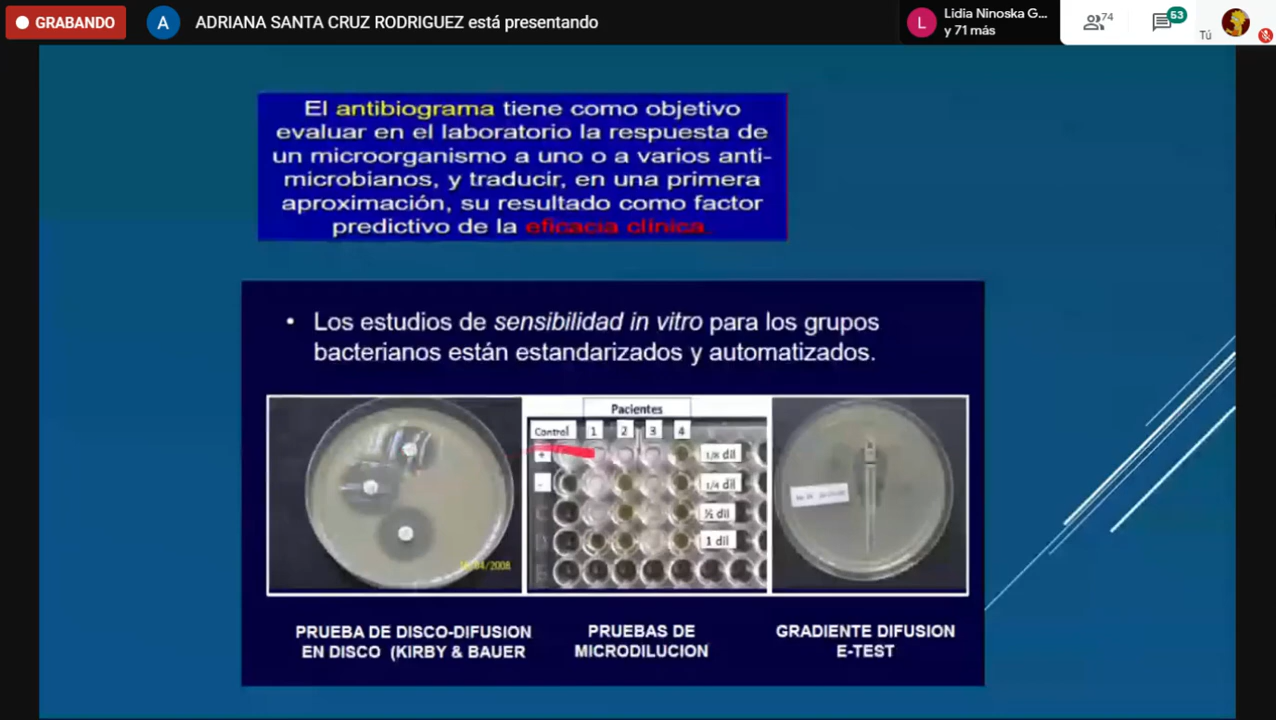 GRABANDO
A
ADRIANA SANTA CRUZ RODRIGUEZ está presentando
L
Lidia Ninoska G...
y 71 más
74
53
Tú
El antibiograma tiene como objetivo
evaluar en el laboratorio la respuesta de
un microorganismo a uno o a varios anti-
microbianos, y traducir, en una primera
aproximación, su resultado como factor
predictivo de la eficacia clínica.
• Los estudios de sensibilidad in vitro para los grupos
bacterianos están estandarizados y automatizados.
Pacientes
Control 1 2 3 4
+ 1/8 dil
- 1/4 dil
½ dil
1 dil
/04/2008
PRUEBA DE DISCO-DIFUSION
EN DISCO (KIRBY & BAUER
PRUEBAS DE
MICRODILUCION
GRADIENTE DIFUSION
E-TEST